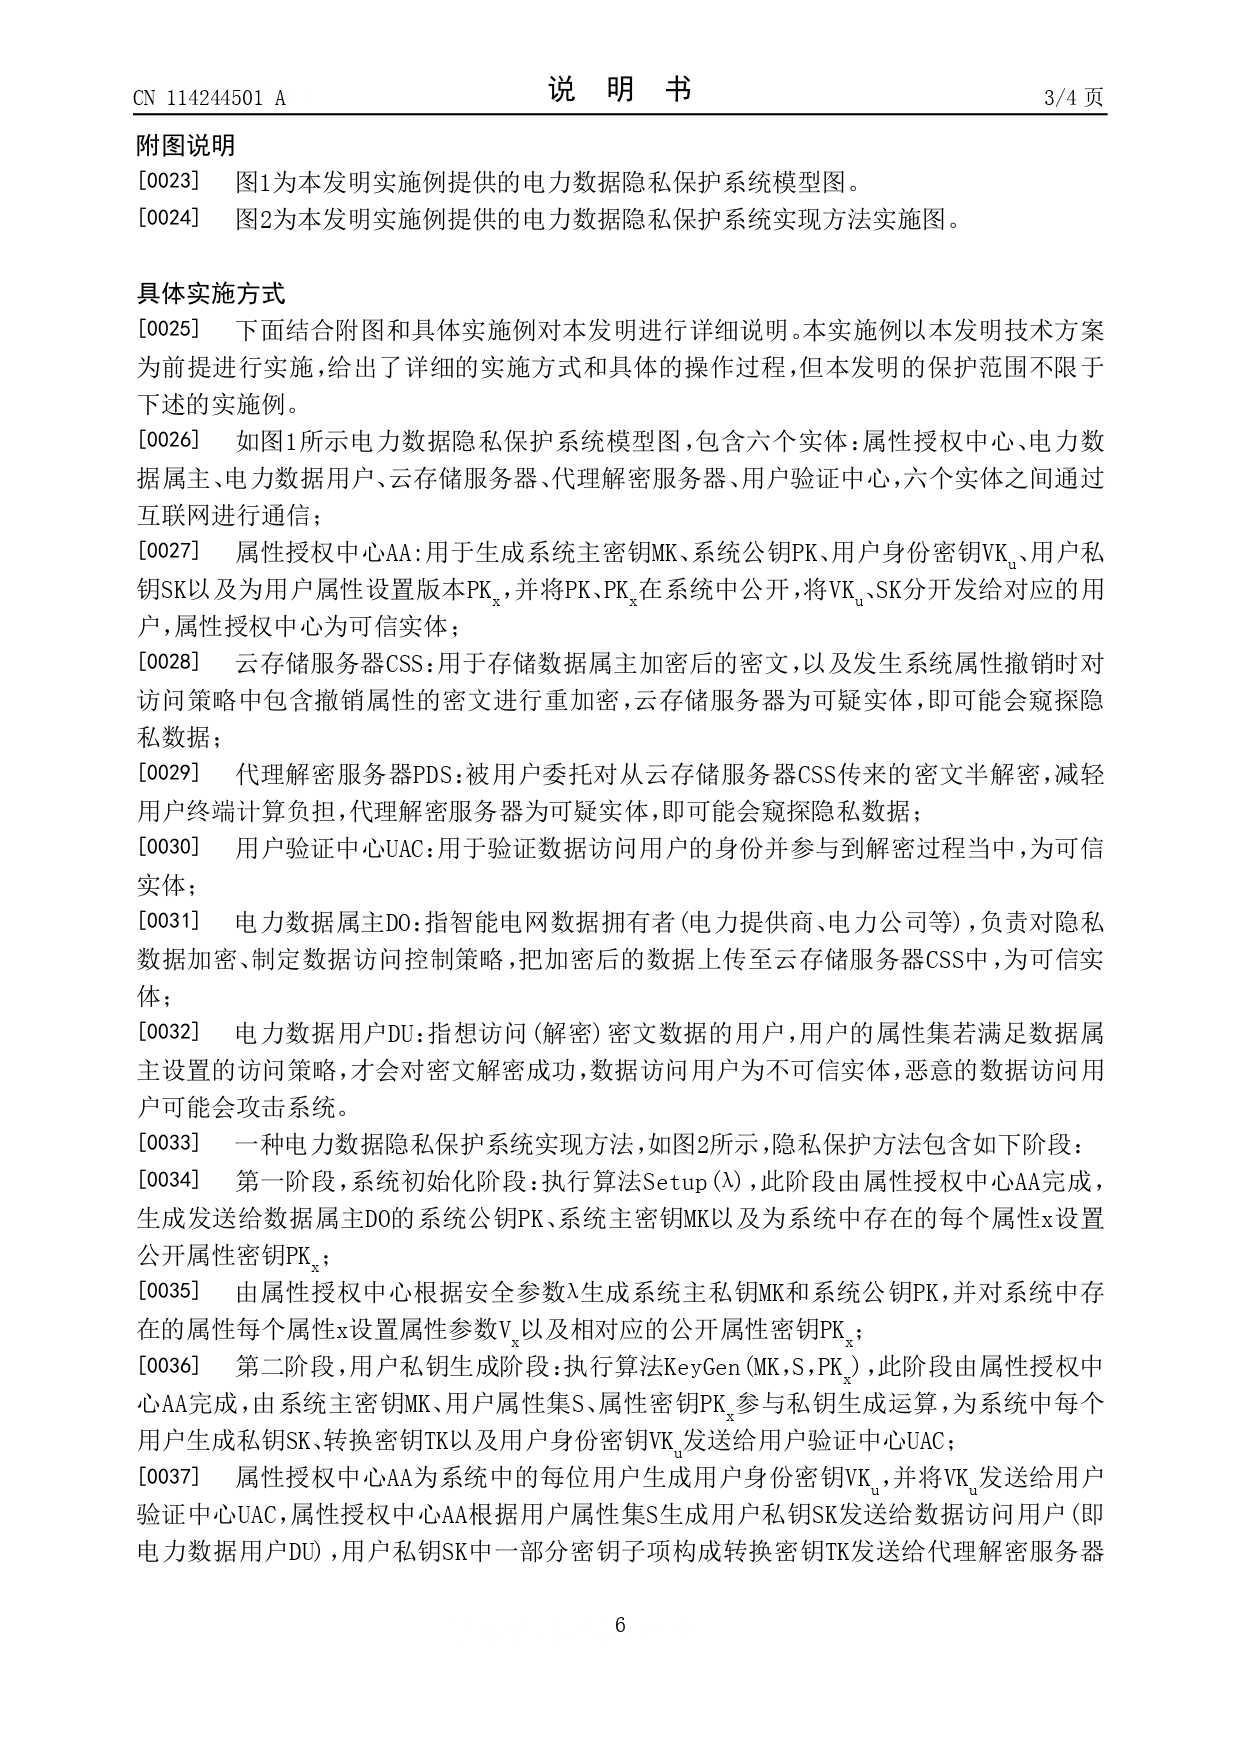 CN 114244501 A
说 明 书
3/4 页
附图说明
[0023] 图1为本发明实施例提供的电力数据隐私保护系统模型图。
[0024] 图2为本发明实施例提供的电力数据隐私保护系统实现方法实施图。
具体实施方式
[0025] 下面结合附图和具体实施例对本发明进行详细说明。本实施例以本发明技术方案
为前提进行实施,给出了详细的实施方式和具体的操作过程,但本发明的保护范围不限于
下述的实施例。
[0026] 如图1所示电力数据隐私保护系统模型图,包含六个实体:属性授权中心、电力数
据属主、电力数据用户、云存储服务器、代理解密服务器、用户验证中心,六个实体之间通过
互联网进行通信;
[0027] 属性授权中心AA:用于生成系统主密钥MK、系统公钥PK、用户身份密钥VKu、用户私
钥SK以及为用户属性设置版本PKx,并将PK、PKx在系统中公开,将VKu、SK分开发给对应的用
户,属性授权中心为可信实体;
[0028] 云存储服务器CSS:用于存储数据属主加密后的密文,以及发生系统属性撤销时对
访问策略中包含撤销属性的密文进行重加密,云存储服务器为可疑实体,即可能会窥探隐
私数据;
[0029] 代理解密服务器PDS:被用户委托对从云存储服务器CSS传来的密文半解密,减轻
用户终端计算负担,代理解密服务器为可疑实体,即可能会窥探隐私数据;
[0030] 用户验证中心UAC:用于验证数据访问用户的身份并参与到解密过程当中,为可信
实体;
[0031] 电力数据属主DO:指智能电网数据拥有者(电力提供商、电力公司等),负责对隐私
数据加密、制定数据访问控制策略,把加密后的数据上传至云存储服务器CSS中,为可信实
体;
[0032] 电力数据用户DU:指想访问(解密)密文数据的用户,用户的属性集若满足数据属
主设置的访问策略,才会对密文解密成功,数据访问用户为不可信实体,恶意的数据访问用
户可能会攻击系统。
[0033] 一种电力数据隐私保护系统实现方法,如图2所示,隐私保护方法包含如下阶段:
[0034] 第一阶段,系统初始化阶段:执行算法Setup(λ),此阶段由属性授权中心AA完成,
生成发送给数据属主DO的系统公钥PK、系统主密钥MK以及为系统中存在的每个属性x设置
公开属性密钥PKx;
[0035] 由属性授权中心根据安全参数λ生成系统主私钥MK和系统公钥PK,并对系统中存
在的属性每个属性x设置属性参数Vx以及相对应的公开属性密钥PKx;
[0036] 第二阶段,用户私钥生成阶段:执行算法KeyGen(MK,S,PKx),此阶段由属性授权中
心AA完成,由系统主密钥MK、用户属性集S、属性密钥PKx参与私钥生成运算,为系统中每个
用户生成私钥SK、转换密钥TK以及用户身份密钥VKu发送给用户验证中心UAC;
[0037] 属性授权中心AA为系统中的每位用户生成用户身份密钥VKu,并将VKu发送给用户
验证中心UAC,属性授权中心AA根据用户属性集S生成用户私钥SK发送给数据访问用户(即
电力数据用户DU),用户私钥SK中一部分密钥子项构成转换密钥TK发送给代理解密服务器
6